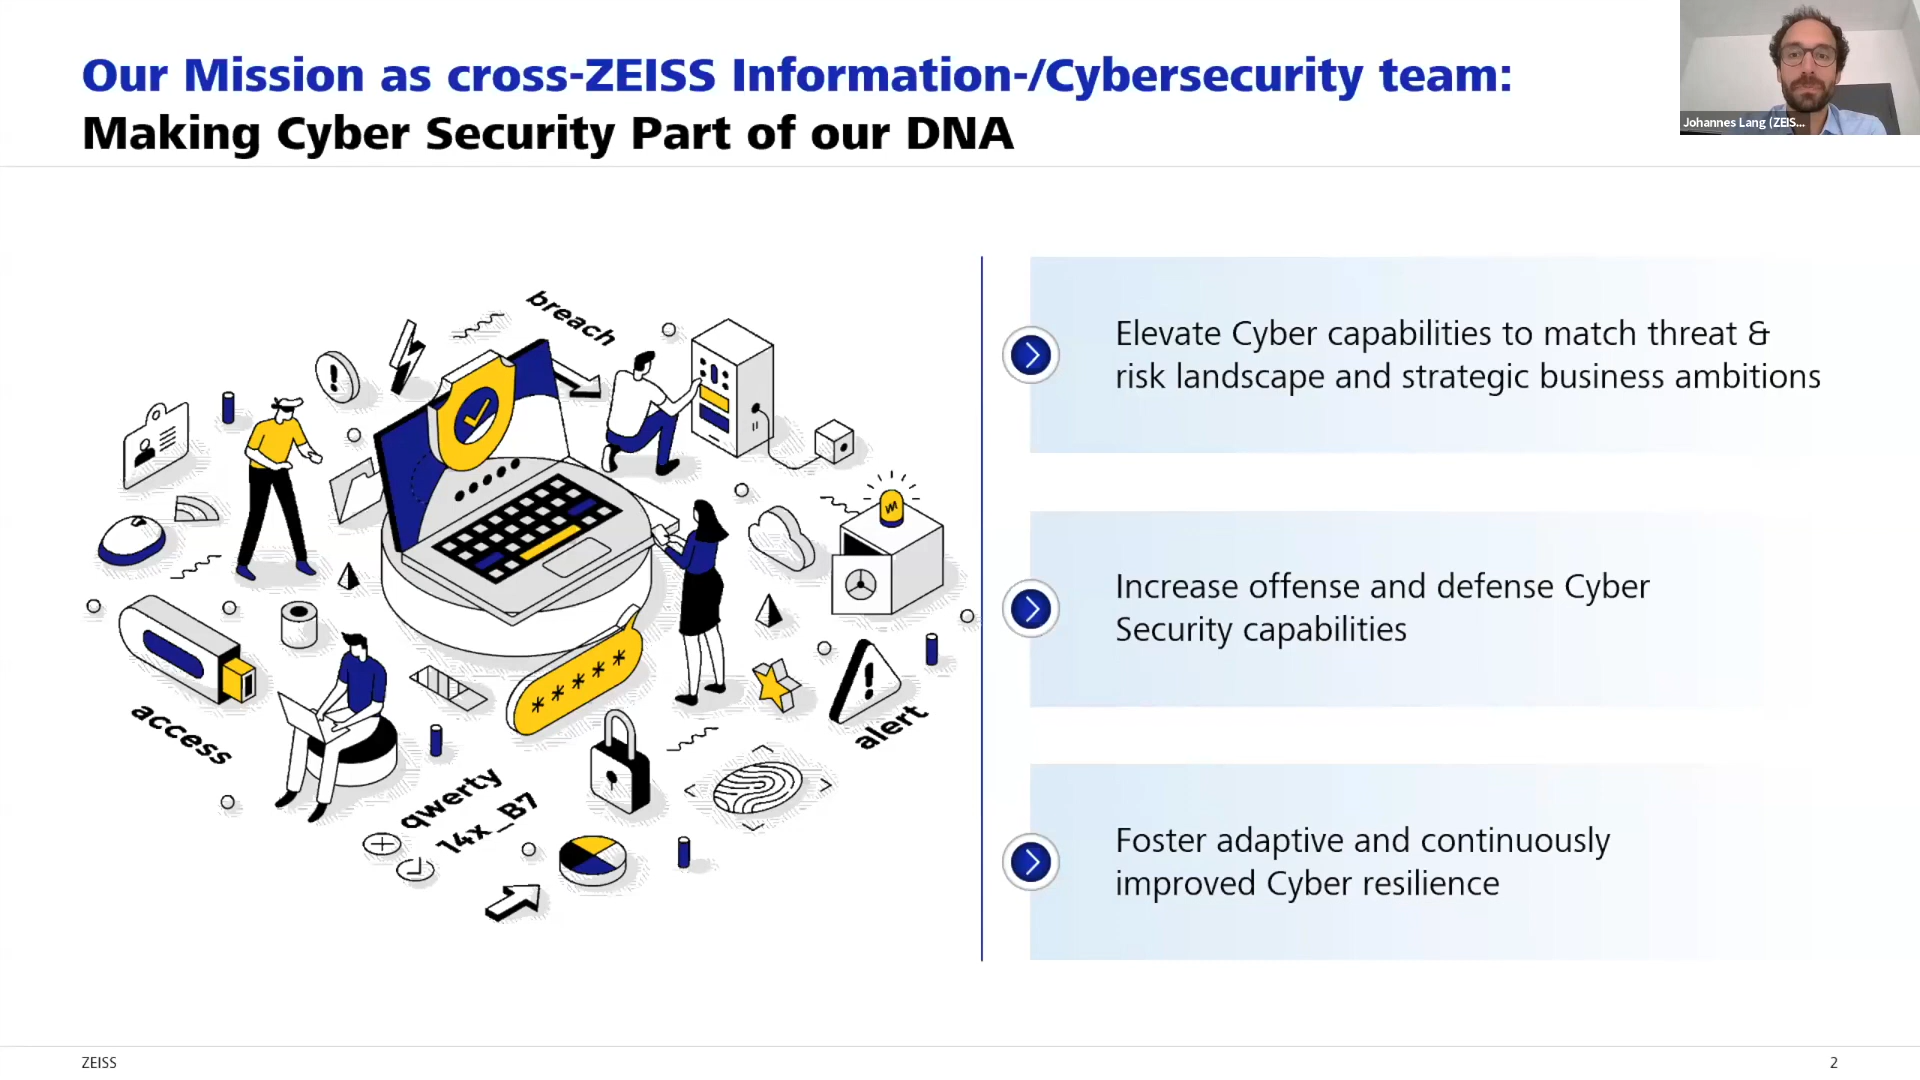 Our Mission as cross-ZEISS Information-/Cybersecurity team:
Making Cyber Security Part of our DNA
Johannes Lang (ZEIS...
breach
access
qwerty
14x_B7
* * * * *
alert
Elevate Cyber capabilities to match threat &
risk landscape and strategic business ambitions
Increase offense and defense Cyber
Security capabilities
Foster adaptive and continuously
improved Cyber resilience
ZEISS
2